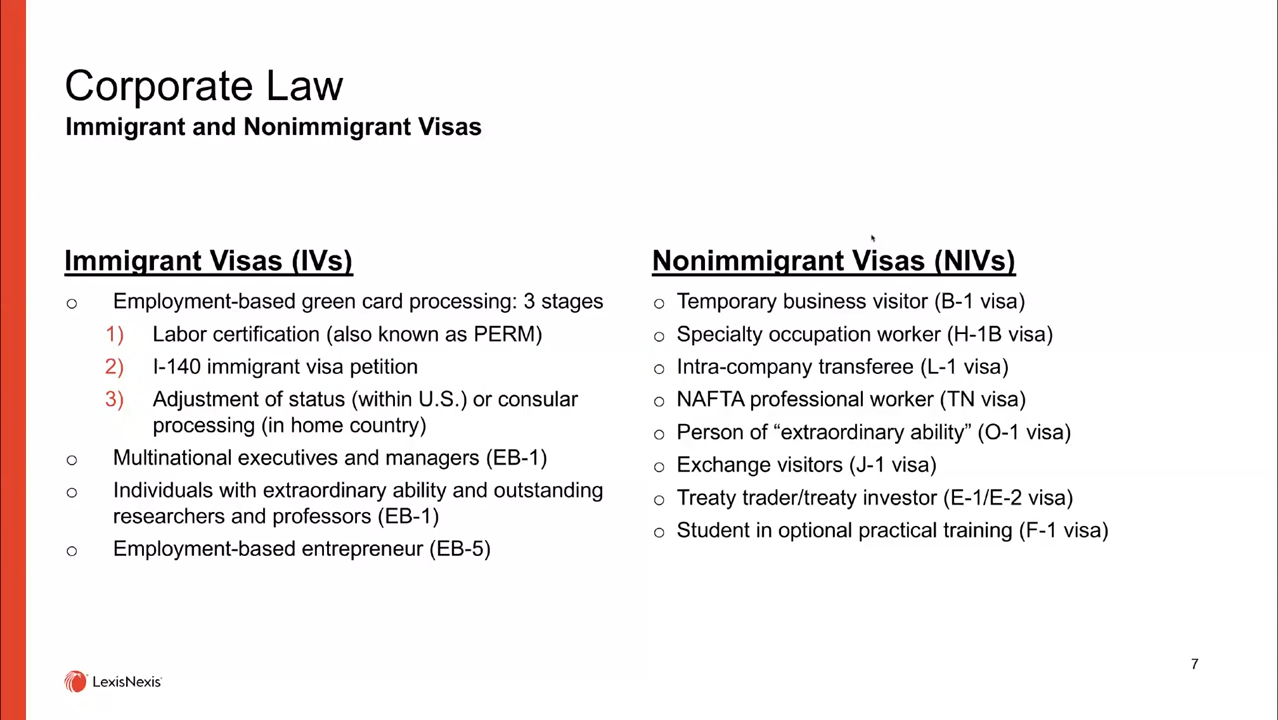 Corporate Law
Immigrant and Nonimmigrant Visas
Immigrant Visas (IVs)
o Employment-based green card processing: 3 stages
1) Labor certification (also known as PERM)
2) I-140 immigrant visa petition
3) Adjustment of status (within U.S.) or consular
processing (in home country)
o Multinational executives and managers (EB-1)
o Individuals with extraordinary ability and outstanding
researchers and professors (EB-1)
o Employment-based entrepreneur (EB-5)
Nonimmigrant Visas (NIVs)
o Temporary business visitor (B-1 visa)
o Specialty occupation worker (H-1B visa)
o Intra-company transferee (L-1 visa)
o NAFTA professional worker (TN visa)
o Person of “extraordinary ability” (O-1 visa)
o Exchange visitors (J-1 visa)
o Treaty trader/treaty investor (E-1/E-2 visa)
o Student in optional practical training (F-1 visa)
7
LexisNexis